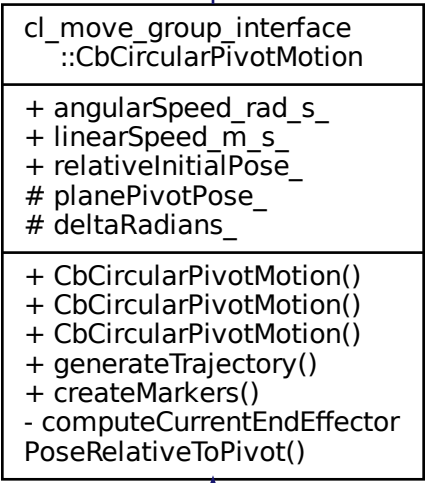 cl_move_group_interface
::CbCircularPivotMotion
+ angularSpeed_rad_s_
+ linearSpeed_m_s_
+ relativeInitialPose_
# planePivotPose_
# deltaRadians_
+ CbCircularPivotMotion()
+ CbCircularPivotMotion()
+ CbCircularPivotMotion()
+ generateTrajectory()
+ createMarkers()
- computeCurrentEndEffector
PoseRelativeToPivot()